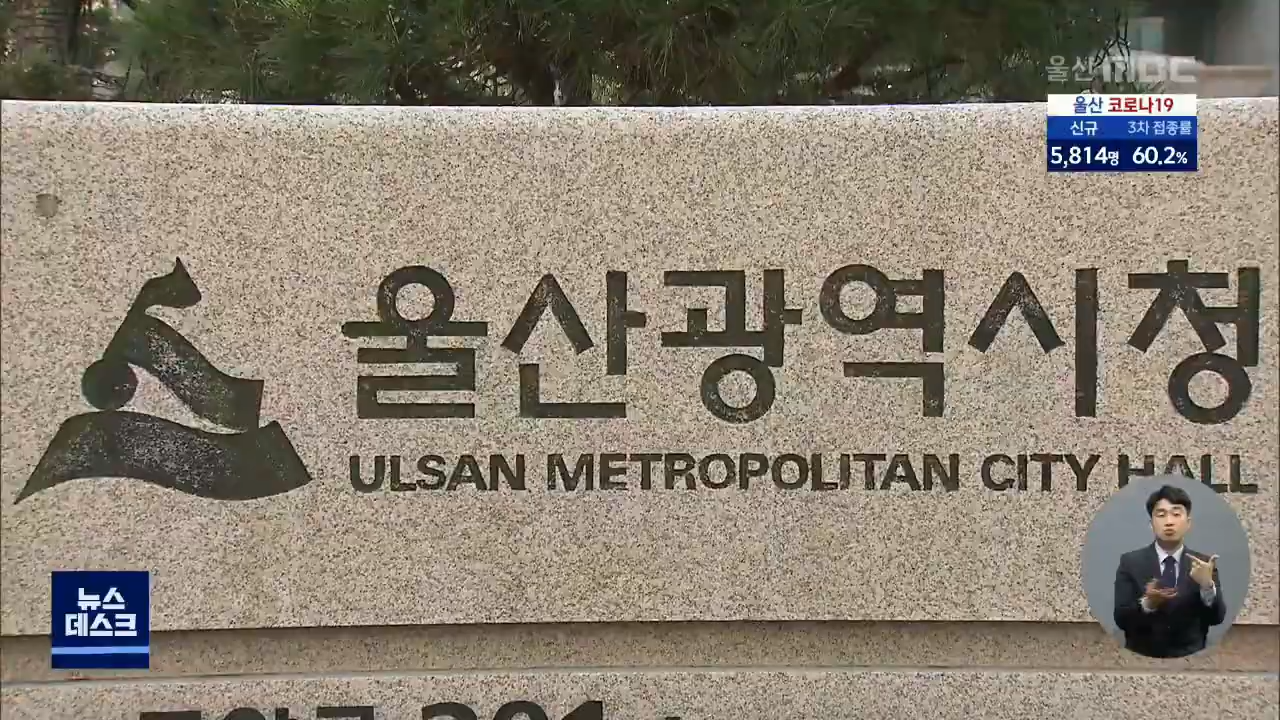 울산MBC
울산 코로나19
신규 3차 접종률
5,814명 60.2%
울산광역시청
ULSAN METROPOLITAN CITY HALL
뉴스
데스크
201